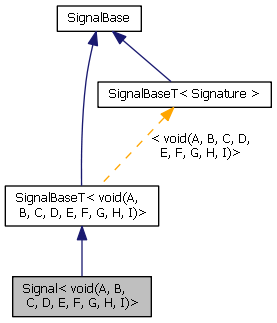 SignalBase
SignalBaseT< Signature >
< void(A, B, C, D,
E, F, G, H, I)>
SignalBaseT< void(A,
B, C, D, E, F, G, H, I)>
Signal< void(A, B,
C, D, E, F, G, H, I)>